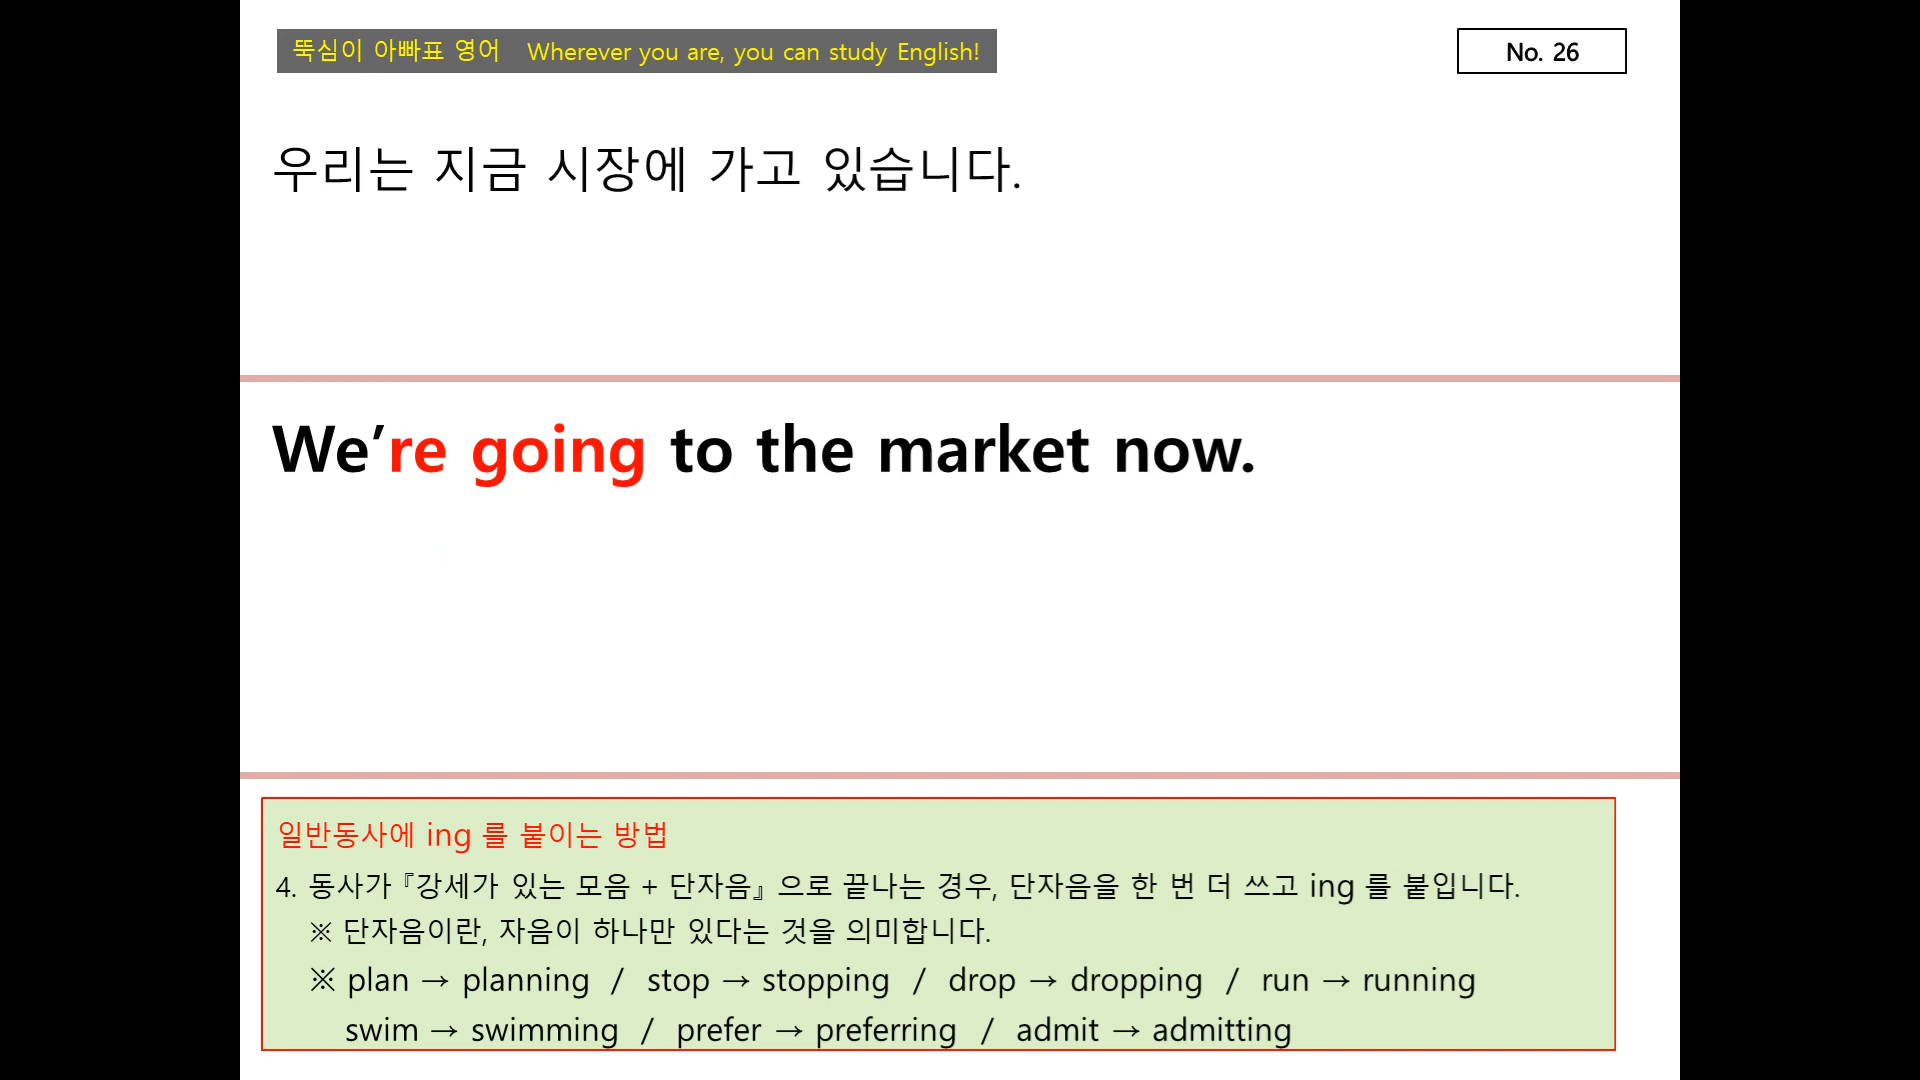 뚝심이 아빠표 영어 Wherever you are, you can study English!
No. 26
우리는 지금 시장에 가고 있습니다.
We’re going to the market now.
일반동사에 ing 를 붙이는 방법
4. 동사가『강세가 있는 모음 + 단자음』으로 끝나는 경우, 단자음을 한 번 더 쓰고 ing 를 붙입니다.
※ 단자음이란, 자음이 하나만 있다는 것을 의미합니다.
※ plan → planning / stop → stopping / drop → dropping / run → running
swim → swimming / prefer → preferring / admit → admitting